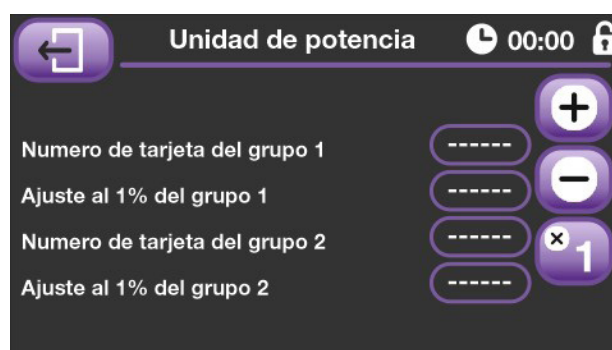 Unidad de potencia 00:00
Numero de tarjeta del grupo 1 ------
Ajuste al 1% del grupo 1 ------
Numero de tarjeta del grupo 2 ------
Ajuste al 1% del grupo 2 ------
+
−
×1